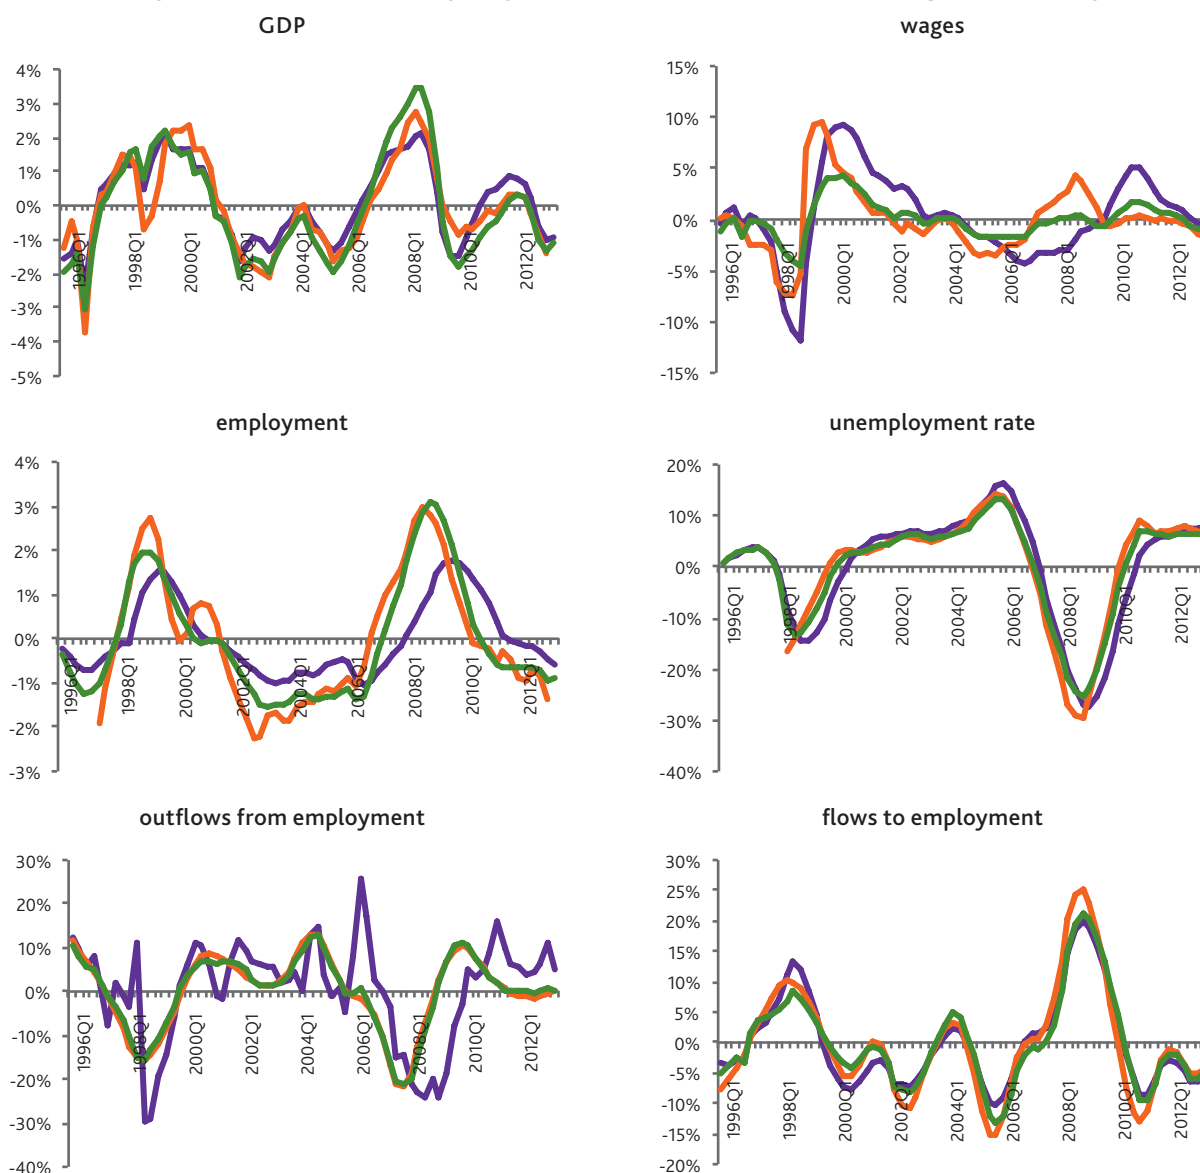 GDP
4%
3%
2%
1%
0%
-1%
-2%
-3%
-4%
-5%
1996Q1
1998Q1
2000Q1
2002Q1
2004Q1
2006Q1
2008Q1
2010Q1
2012Q1
wages
15%
10%
5%
0%
-5%
-10%
-15%
1996Q1
1998Q1
2000Q1
2002Q1
2004Q1
2006Q1
2008Q1
2010Q1
2012Q1
employment
4%
3%
2%
1%
0%
-1%
-2%
-3%
1996Q1
1998Q1
2000Q1
2002Q1
2004Q1
2006Q1
2008Q1
2010Q1
2012Q1
unemployment rate
20%
10%
0%
-10%
-20%
-30%
-40%
1996Q1
1998Q1
2000Q1
2002Q1
2004Q1
2006Q1
2008Q1
2010Q1
2012Q1
outflows from employment
30%
20%
10%
0%
-10%
-20%
-30%
-40%
1996Q1
1998Q1
2000Q1
2002Q1
2004Q1
2006Q1
2008Q1
2010Q1
2012Q1
flows to employment
30%
25%
20%
15%
10%
5%
0%
-5%
-10%
-15%
-20%
1996Q1
1998Q1
2000Q1
2002Q1
2004Q1
2006Q1
2008Q1
2010Q1
2012Q1